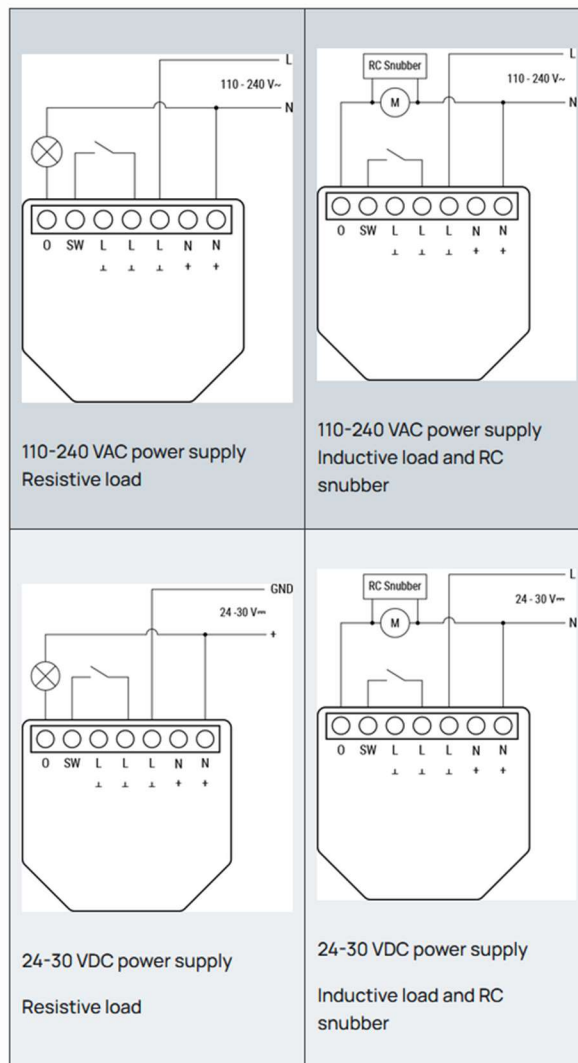 L
110 - 240 V~
N
O SW L L L N N
⊥ ⊥ ⊥ + +
110-240 VAC power supply
Resistive load
RC Snubber
L
110 - 240 V~
M
N
O SW L L L N N
⊥ ⊥ ⊥ + +
110-240 VAC power supply
Inductive load and RC
snubber
GND
24 -30 V⎓
+
O SW L L L N N
⊥ ⊥ ⊥ + +
24-30 VDC power supply
Resistive load
RC Snubber
L
24 - 30 V⎓
M
N
O SW L L L N N
⊥ ⊥ ⊥ + +
24-30 VDC power supply
Inductive load and RC
snubber